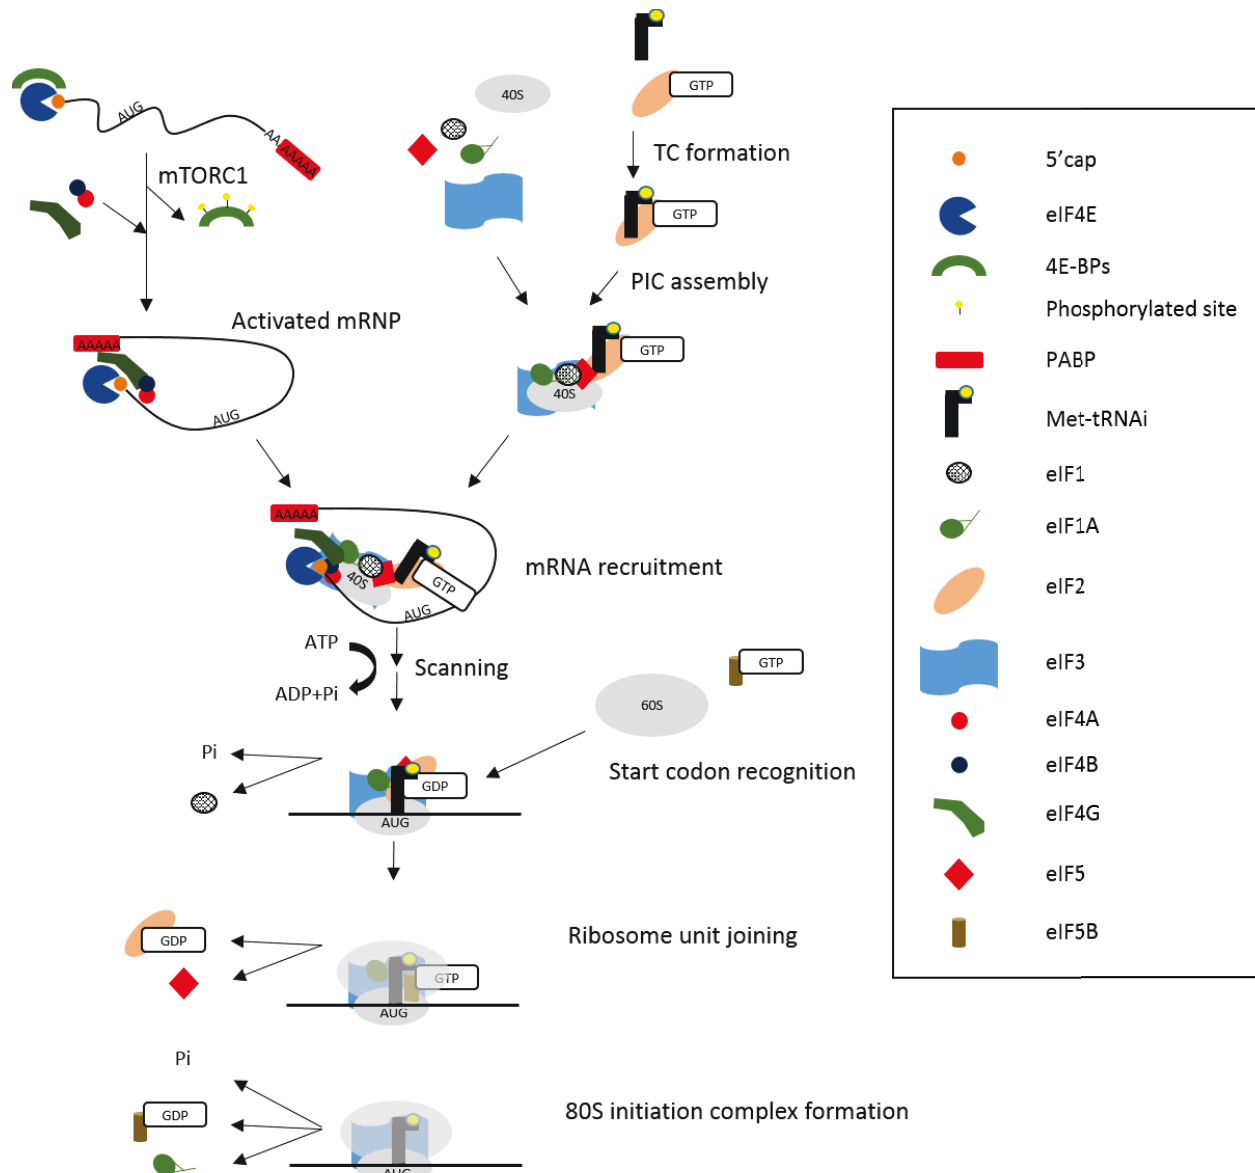 40S
GTP
AUG
AA
AAAAA
TC formation
mTORC1
GTP
PIC assembly
Activated mRNP
AAAAA
GTP
40S
AUG
AAAAA
mRNA recruitment
40S
GTP
AUG
ATP
Scanning
ADP+Pi
GTP
60S
Pi
Start codon recognition
GDP
AUG
Ribosome unit joining
GDP
GTP
AUG
Pi
80S initiation complex formation
GDP
AUG
5'cap
eIF4E
4E-BPs
Phosphorylated site
PABP
Met-tRNAi
eIF1
eIF1A
eIF2
eIF3
eIF4A
eIF4B
eIF4G
eIF5
eIF5B